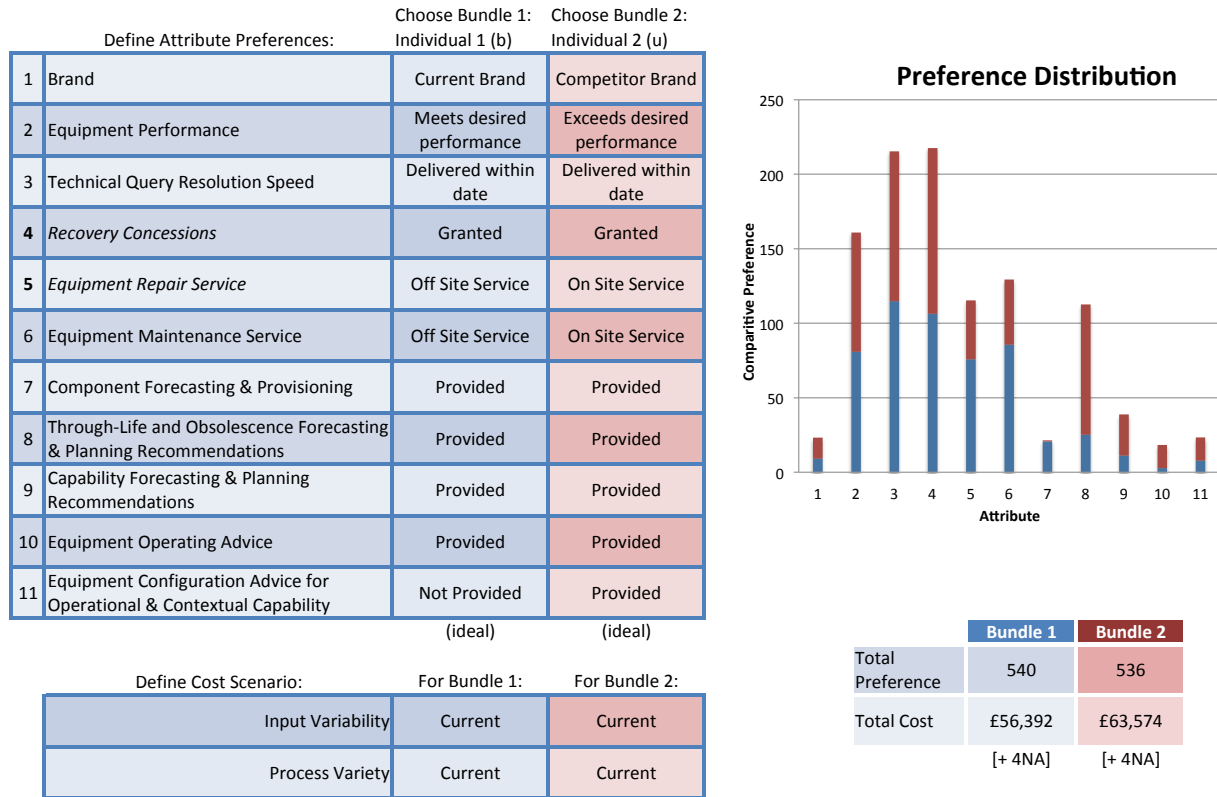 Choose Bundle 1:
Choose Bundle 2:
Define Attribute Preferences:
Individual 1 (b)
Individual 2 (u)
1
Brand
Current Brand
Competitor Brand
2
Equipment Performance
Meets desired
performance
Exceeds desired
performance
3
Technical Query Resolution Speed
Delivered within
date
Delivered within
date
4
Recovery Concessions
Granted
Granted
5
Equipment Repair Service
Off Site Service
On Site Service
6
Equipment Maintenance Service
Off Site Service
On Site Service
7
Component Forecasting & Provisioning
Provided
Provided
8
Through-Life and Obsolescence Forecasting
& Planning Recommendations
Provided
Provided
9
Capability Forecasting & Planning
Recommendations
Provided
Provided
10
Equipment Operating Advice
Provided
Provided
11
Equipment Configuration Advice for
Operational & Contextual Capability
Not Provided
Provided
(ideal)
(ideal)
Define Cost Scenario:
For Bundle 1:
For Bundle 2:
Input Variability
Current
Current
Process Variety
Current
Current
Preference Distribution
250
200
150
100
50
0
Comparitive Preference
1 2 3 4 5 6 7 8 9 10 11
Attribute
Bundle 1
Bundle 2
Total
Preference
540
536
Total Cost
£56,392
£63,574
[+ 4NA]
[+ 4NA]